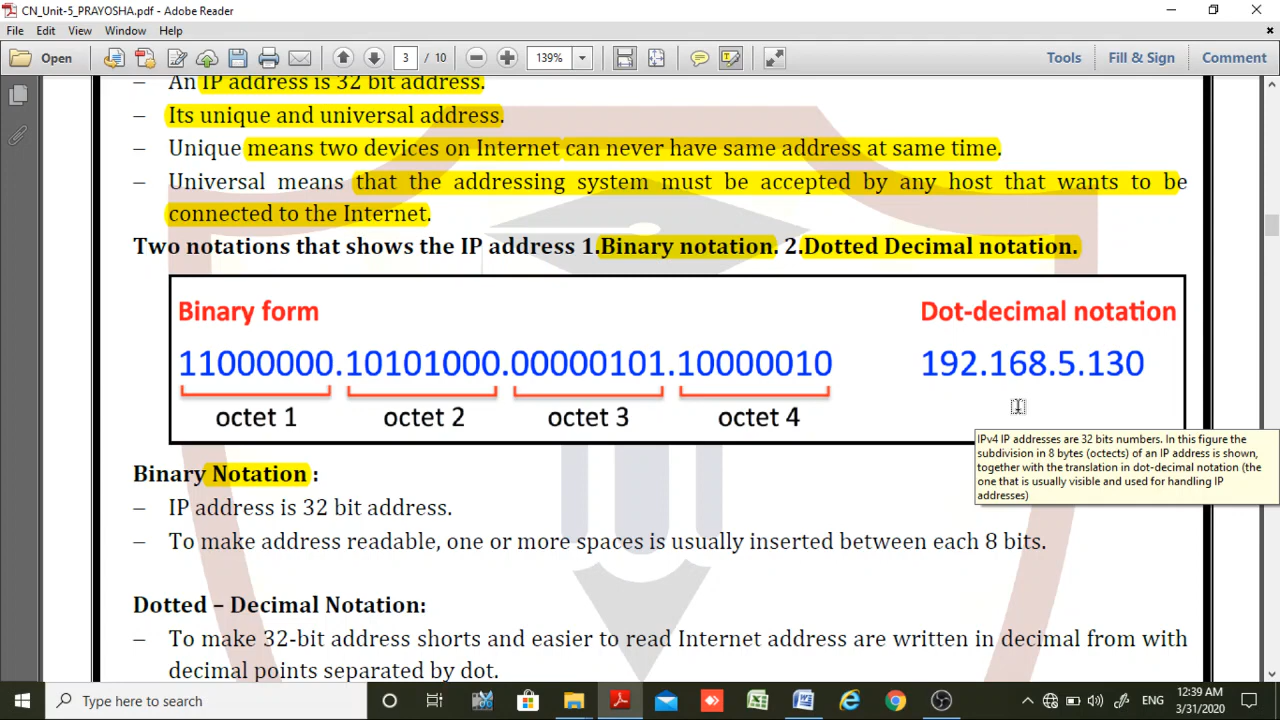 CN_Unit-5_PRAYOSHA.pdf - Adobe Reader
File Edit View Window Help
Open 3 / 10 139% Tools Fill & Sign Comment
– An IP address is 32 bit address.
– Its unique and universal address.
– Unique means two devices on Internet can never have same address at same time.
– Universal means that the addressing system must be accepted by any host that wants to be
connected to the Internet.
Two notations that shows the IP address 1.Binary notation. 2.Dotted Decimal notation.
Binary form Dot-decimal notation
11000000.10101000.00000101.10000010 192.168.5.130
octet 1 octet 2 octet 3 octet 4
IPv4 IP addresses are 32 bits numbers. In this figure the
subdivision in 8 bytes (octects) of an IP address is shown,
together with the translation in dot-decimal notation (the
one that is usually visible and used for handling IP
addresses)
Binary Notation :
– IP address is 32 bit address.
– To make address readable, one or more spaces is usually inserted between each 8 bits.
Dotted – Decimal Notation:
– To make 32-bit address shorts and easier to read Internet address are written in decimal from with
decimal points separated by dot.
Type here to search
ENG
12:39 AM
3/31/2020